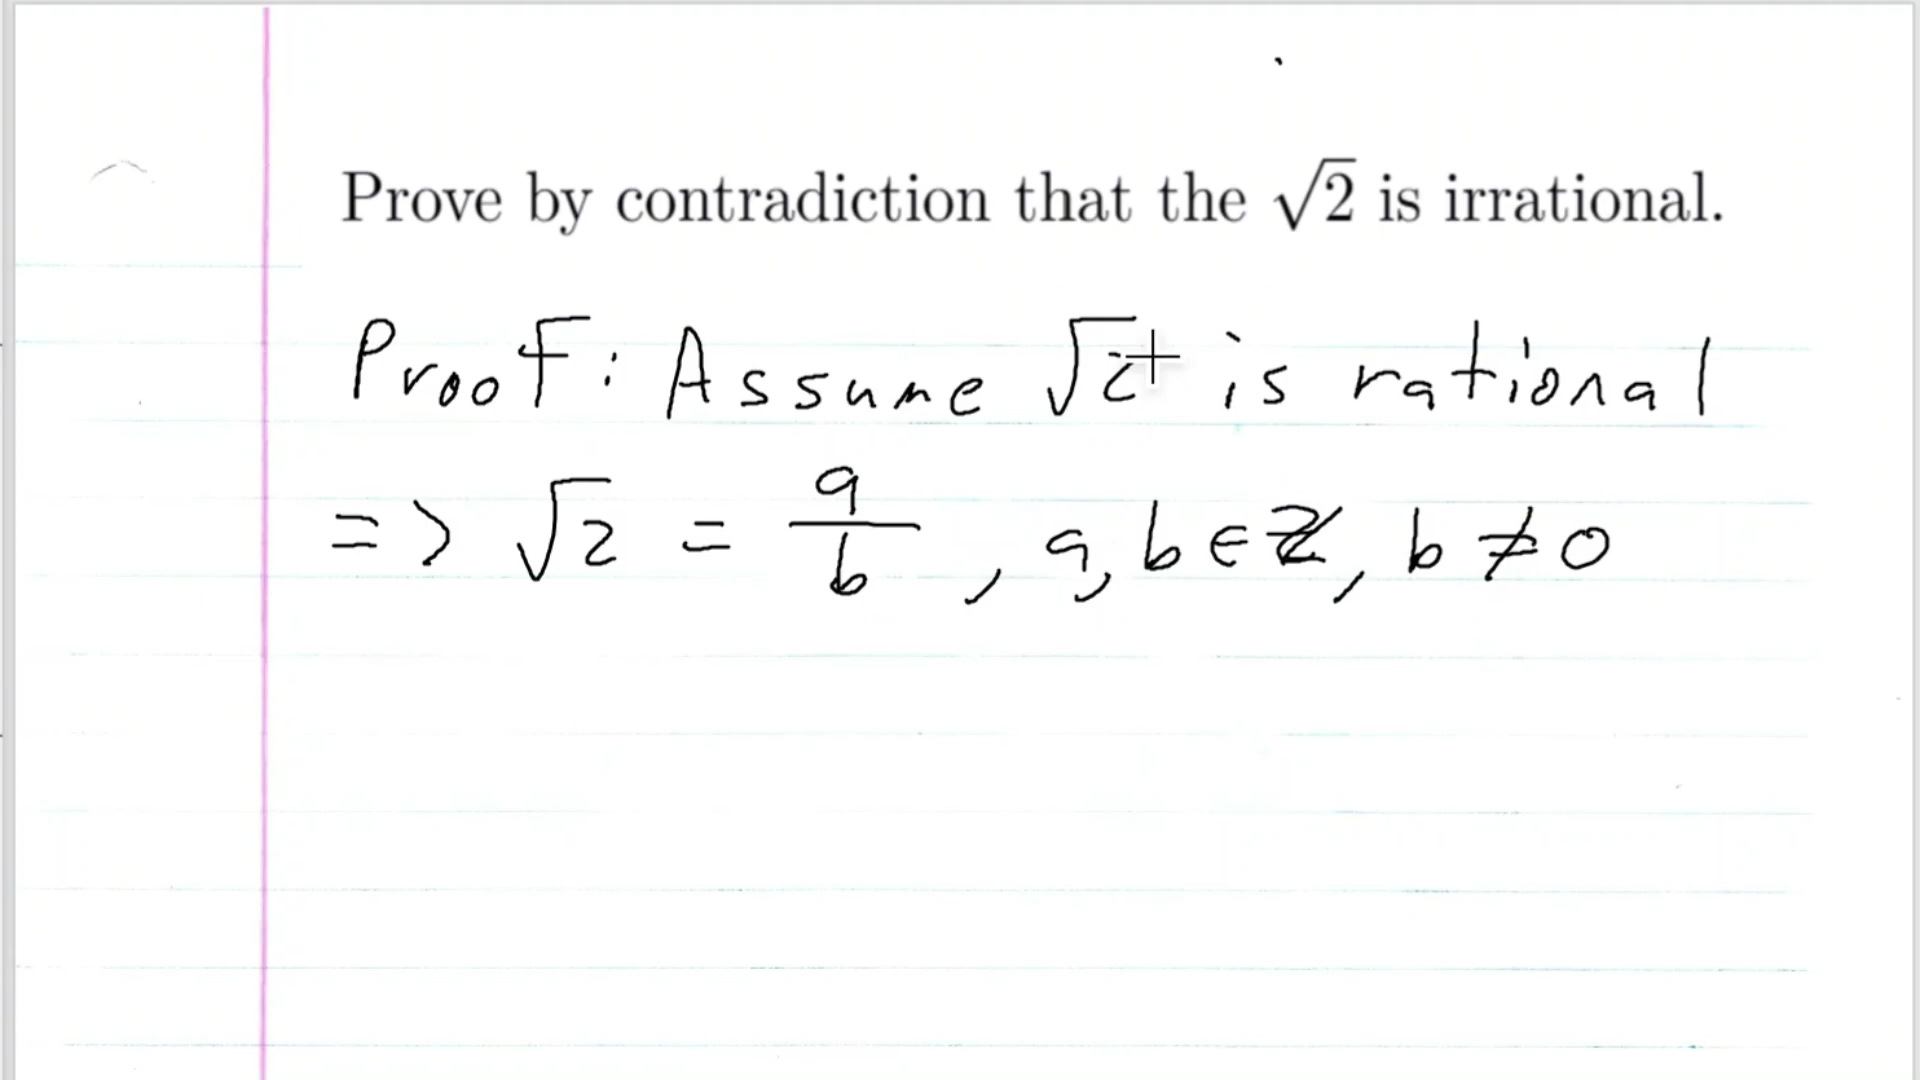 Prove by contradiction that the √2 is irrational.
Proof: Assume √2 is rational
=> √2 = a/b, a, b ∈ ℤ, b ≠ 0